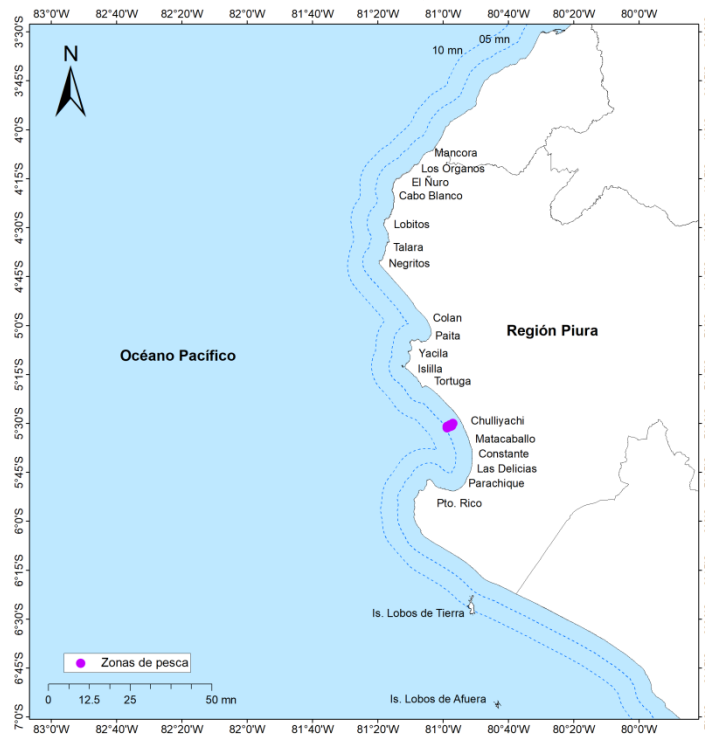 83°0'W 82°40'W 82°20'W 82°0'W 81°40'W 81°20'W 81°0'W 80°40'W 80°20'W 80°0'W
3°30'S
05 mn
10 mn
N
3°45'S
4°0'S
Mancora
Los Órganos
4°15'S
El Ñuro
Cabo Blanco
Lobitos
4°30'S
Talara
Negritos
4°45'S
Colan
5°0'S
Paita
Región Piura
Océano Pacífico
Yacila
Islilla
5°15'S
Tortuga
Chulliyachi
5°30'S
Matacaballo
Constante
5°45'S
Las Delicias
Parachique
Pto. Rico
6°0'S
6°15'S
Is. Lobos de Tierra
6°30'S
Zonas de pesca
6°45'S
0 12.5 25 50 mn
Is. Lobos de Afuera
7°0'S
83°0'W 82°40'W 82°20'W 82°0'W 81°40'W 81°20'W 81°0'W 80°40'W 80°20'W 80°0'W